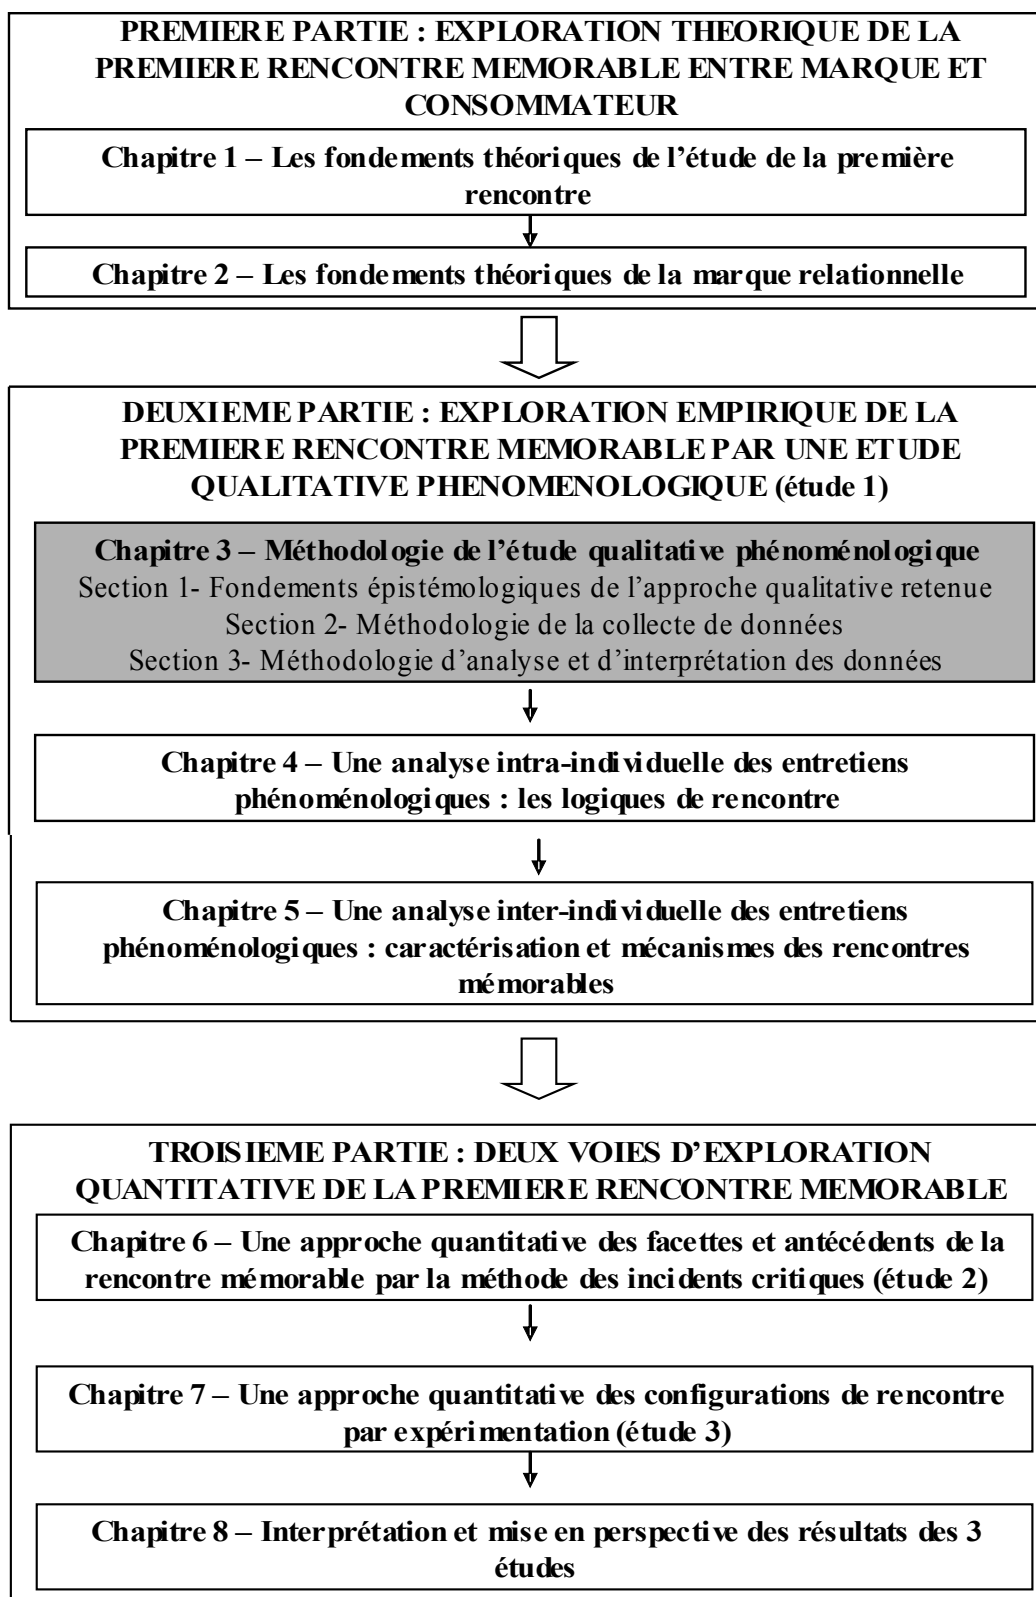 PREMIERE PARTIE : EXPLORATION THEORIQUE DE LA
PREMIERE RENCONTRE MEMORABLE ENTRE MARQUE ET
CONSOMMATEUR
Chapitre 1 – Les fondements théoriques de l’étude de la première
rencontre
Chapitre 2 – Les fondements théoriques de la marque relationnelle
DEUXIEME PARTIE : EXPLORATION EMPIRIQUE DE LA
PREMIERE RENCONTRE MEMORABLE PAR UNE ETUDE
QUALITATIVE PHENOMENOLOGIQUE (étude 1)
Chapitre 3 – Méthodologie de l’étude qualitative phénoménologique
Section 1- Fondements épistémologiques de l’approche qualitative retenue
Section 2- Méthodologie de la collecte de données
Section 3- Méthodologie d’analyse et d’interprétation des données
Chapitre 4 – Une analyse intra-individuelle des entretiens
phénoménologiques : les logiques de rencontre
Chapitre 5 – Une analyse inter-individuelle des entretiens
phénoménologiques : caractérisation et mécanismes des rencontres
mémorables
TROISIEME PARTIE : DEUX VOIES D’EXPLORATION
QUANTITATIVE DE LA PREMIERE RENCONTRE MEMORABLE
Chapitre 6 – Une approche quantitative des facettes et antécédents de la
rencontre mémorable par la méthode des incidents critiques (étude 2)
Chapitre 7 – Une approche quantitative des configurations de rencontre
par expérimentation (étude 3)
Chapitre 8 – Interprétation et mise en perspective des résultats des 3
études